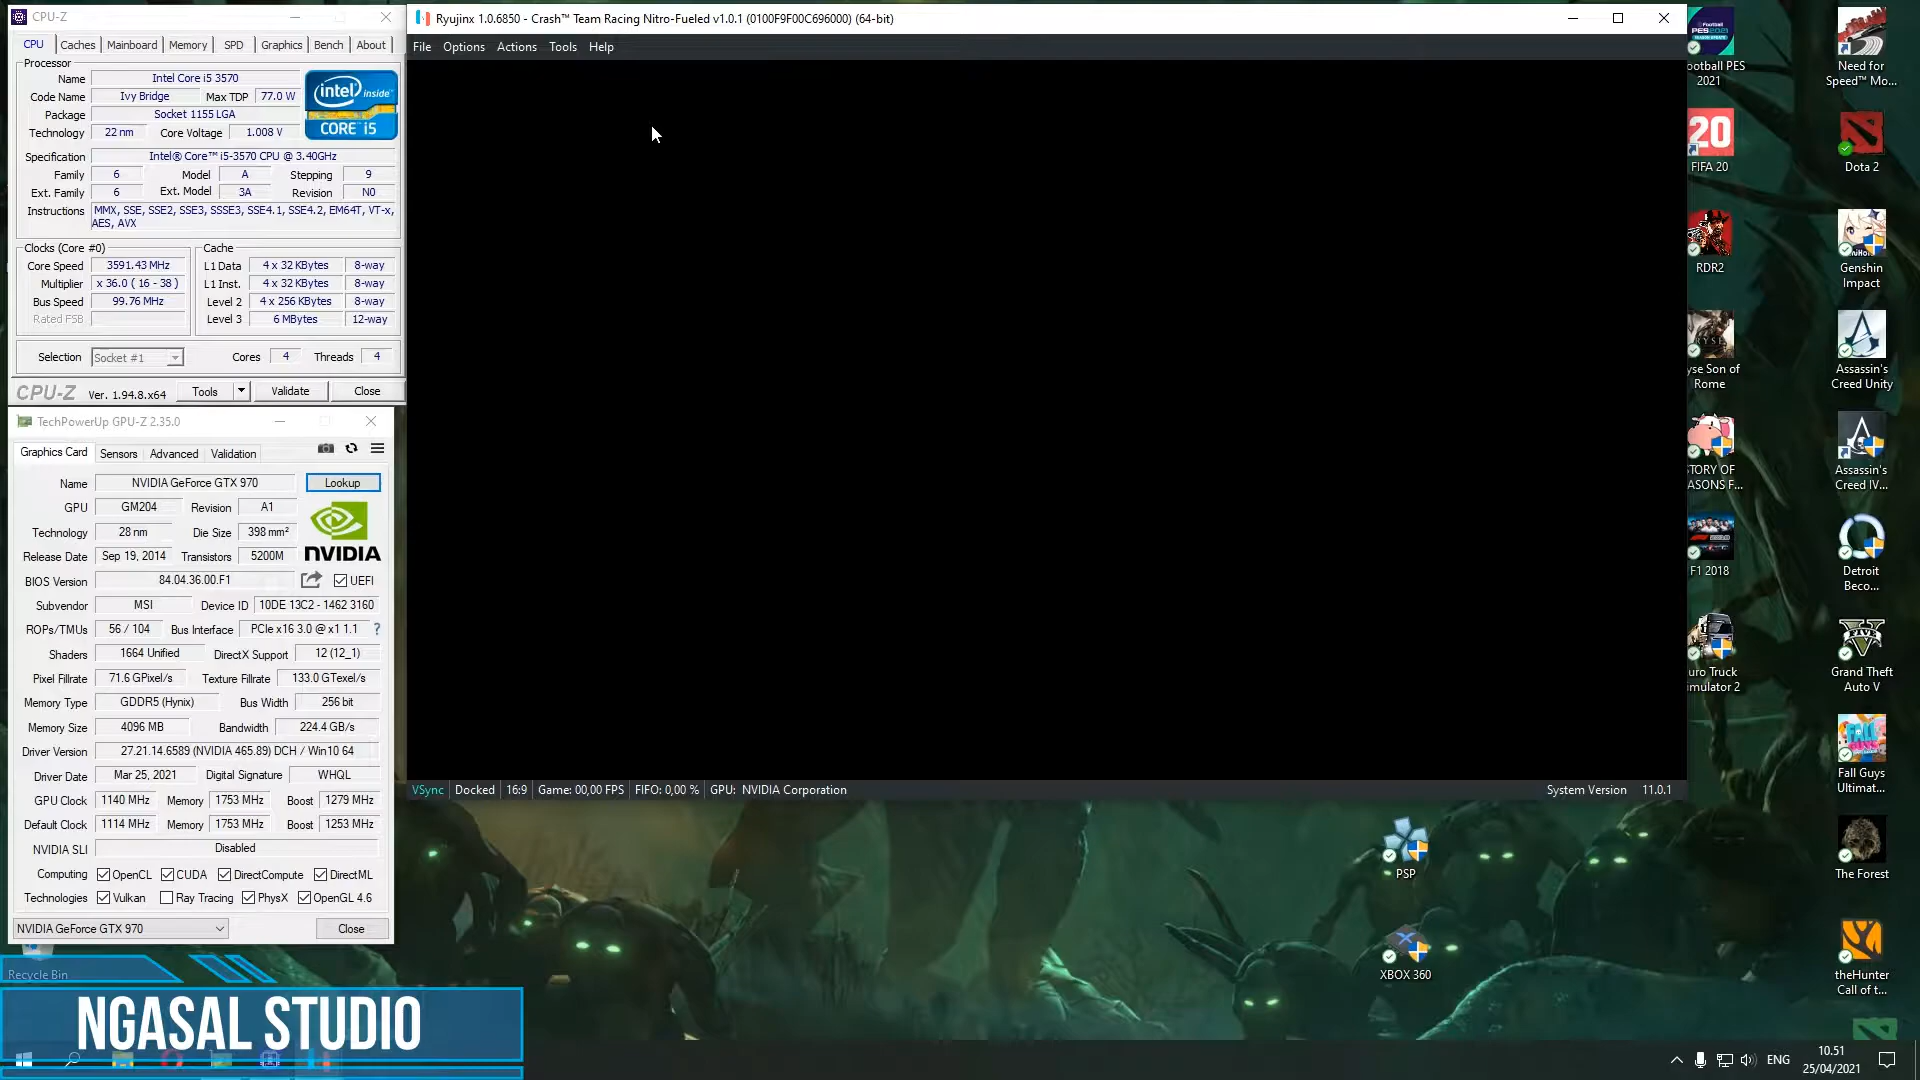 CPU-Z
CPU Caches Mainboard Memory SPD Graphics Bench About
Processor
Name Intel Core i5 3570
Code Name Ivy Bridge Max TDP 77.0 W
Package Socket 1155 LGA
Technology 22 nm Core Voltage 1.008 V
intel inside™
CORE i5
Specification Intel® Core™ i5-3570 CPU @ 3.40GHz
Family 6 Model A Stepping 9
Ext. Family 6 Ext. Model 3A Revision N0
Instructions MMX, SSE, SSE2, SSE3, SSSE3, SSE4.1, SSE4.2, EM64T, VT-x,
AES, AVX
Clocks (Core #0)
Core Speed 3591.43 MHz
Multiplier x 36.0 ( 16 - 38 )
Bus Speed 99.76 MHz
Rated FSB
Cache
L1 Data 4 x 32 KBytes 8-way
L1 Inst. 4 x 32 KBytes 8-way
Level 2 4 x 256 KBytes 8-way
Level 3 6 MBytes 12-way
Selection Socket #1 Cores 4 Threads 4
CPU-Z Ver. 1.94.8.x64 Tools Validate Close
TechPowerUp GPU-Z 2.35.0
Graphics Card Sensors Advanced Validation
Name NVIDIA GeForce GTX 970 Lookup
GPU GM204 Revision A1
Technology 28 nm Die Size 398 mm²
Release Date Sep 19, 2014 Transistors 5200M
NVIDIA
BIOS Version 84.04.36.00.F1 UEFI
Subvendor MSI Device ID 10DE 13C2 - 1462 3160
ROPs/TMUs 56 / 104 Bus Interface PCIe x16 3.0 @ x1 1.1 ?
Shaders 1664 Unified DirectX Support 12 (12_1)
Pixel Fillrate 71.6 GPixel/s Texture Fillrate 133.0 GTexel/s
Memory Type GDDR5 (Hynix) Bus Width 256 bit
Memory Size 4096 MB Bandwidth 224.4 GB/s
Driver Version 27.21.14.6589 (NVIDIA 465.89) DCH / Win10 64
Driver Date Mar 25, 2021 Digital Signature WHQL
GPU Clock 1140 MHz Memory 1753 MHz Boost 1279 MHz
Default Clock 1114 MHz Memory 1753 MHz Boost 1253 MHz
NVIDIA SLI Disabled
Computing OpenCL CUDA DirectCompute DirectML
Technologies Vulkan Ray Tracing PhysX OpenGL 4.6
NVIDIA GeForce GTX 970 Close
Recycle Bin
NGASAL STUDIO
Ryujinx 1.0.6850 - Crash™ Team Racing Nitro-Fueled v1.0.1 (0100F9F00C696000) (64-bit)
File Options Actions Tools Help
VSync Docked 16:9 Game: 00,00 FPS FIFO: 0,00 % GPU: NVIDIA Corporation System Version 11.0.1
PSP
XBOX 360
ootball PES
2021
20
FIFA 20
RDR2
yse Son of
Rome
TORY OF
ASONS F...
F1 2018
uro Truck
imulator 2
Need for
Speed™ Mo...
Dota 2
Genshin
Impact
Assassin's
Creed Unity
Assassin's
Creed IV...
Detroit
Beco...
Grand Theft
Auto V
Fall Guys
Ultimat...
The Forest
theHunter
Call of t...
ENG
10.51
25/04/2021